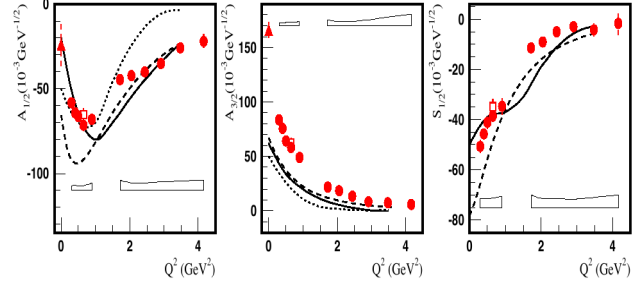 A1/2(10-3GeV-1/2)
0
-50
-100
0 2 4
Q2 (GeV2)
A3/2(10-3GeV-1/2)
150
100
50
0
0 2 4
Q2 (GeV2)
S1/2(10-3GeV-1/2)
0
-20
-40
-60
-80
0 2 4
Q2 (GeV2)